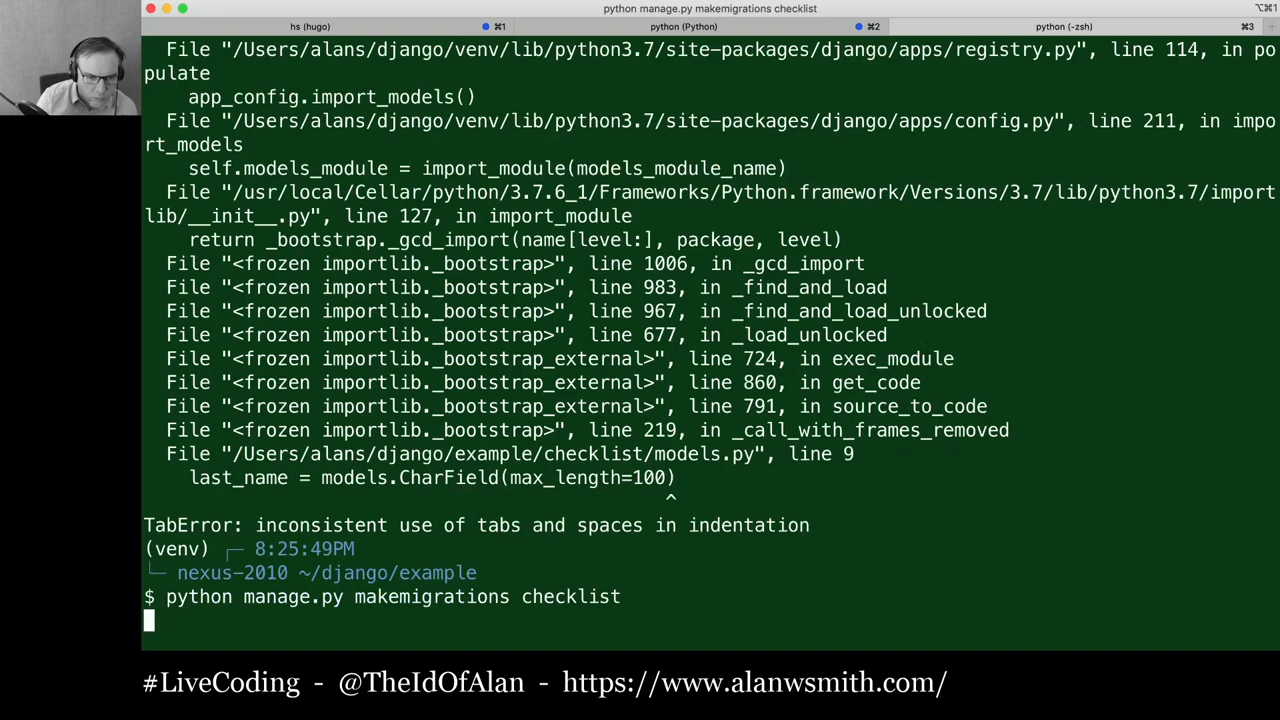 python manage.py makemigrations checklist
⌥⌘1
hs (hugo) ⌘1 python (Python) ⌘2 python (-zsh) ⌘3 +
File "/Users/alans/django/venv/lib/python3.7/site-packages/django/apps/registry.py", line 114, in po
pulate
app_config.import_models()
File "/Users/alans/django/venv/lib/python3.7/site-packages/django/apps/config.py", line 211, in impo
rt_models
self.models_module = import_module(models_module_name)
File "/usr/local/Cellar/python/3.7.6_1/Frameworks/Python.framework/Versions/3.7/lib/python3.7/import
lib/__init__.py", line 127, in import_module
return _bootstrap._gcd_import(name[level:], package, level)
File "<frozen importlib._bootstrap>", line 1006, in _gcd_import
File "<frozen importlib._bootstrap>", line 983, in _find_and_load
File "<frozen importlib._bootstrap>", line 967, in _find_and_load_unlocked
File "<frozen importlib._bootstrap>", line 677, in _load_unlocked
File "<frozen importlib._bootstrap_external>", line 724, in exec_module
File "<frozen importlib._bootstrap_external>", line 860, in get_code
File "<frozen importlib._bootstrap_external>", line 791, in source_to_code
File "<frozen importlib._bootstrap>", line 219, in _call_with_frames_removed
File "/Users/alans/django/example/checklist/models.py", line 9
last_name = models.CharField(max_length=100)
^
TabError: inconsistent use of tabs and spaces in indentation
(venv) ┌─ 8:25:49PM
└─ nexus-2010 ~/django/example
$ python manage.py makemigrations checklist
#LiveCoding - @TheIdOfAlan - https://www.alanwsmith.com/